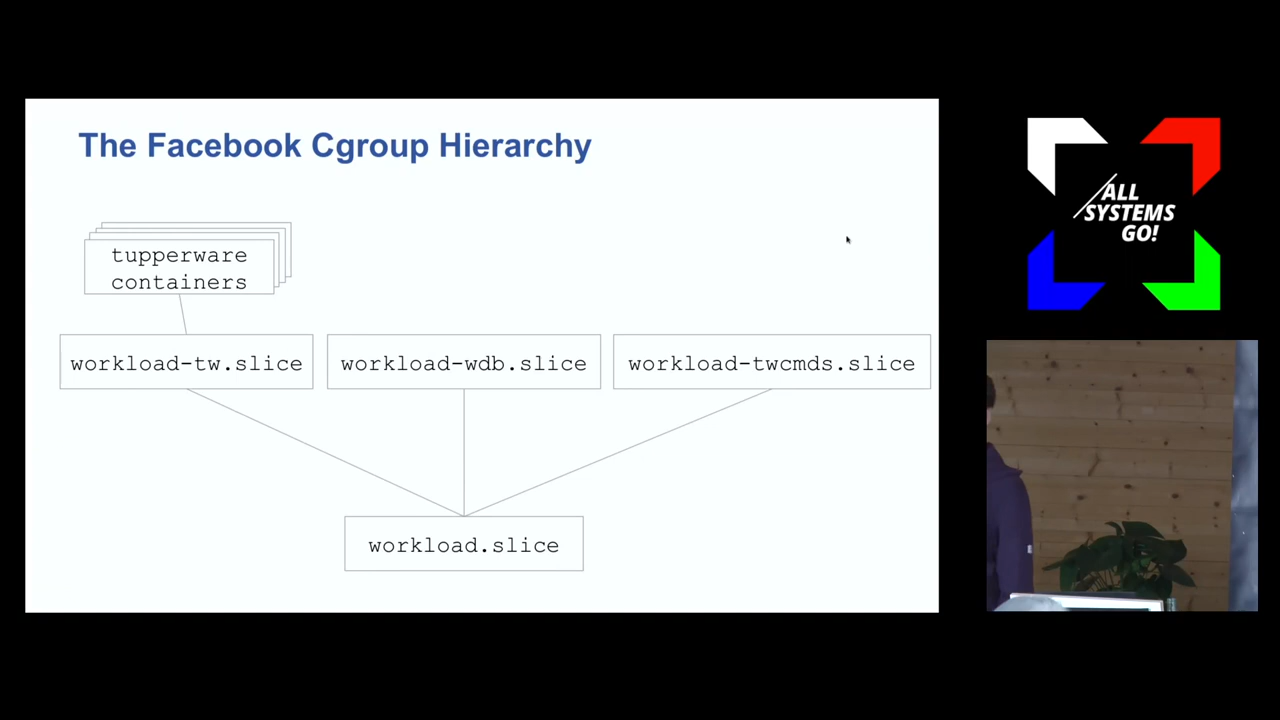 The Facebook Cgroup Hierarchy
tupperware
containers
workload-tw.slice
workload-wdb.slice
workload-twcmds.slice
workload.slice
ALL
SYSTEMS
GO!